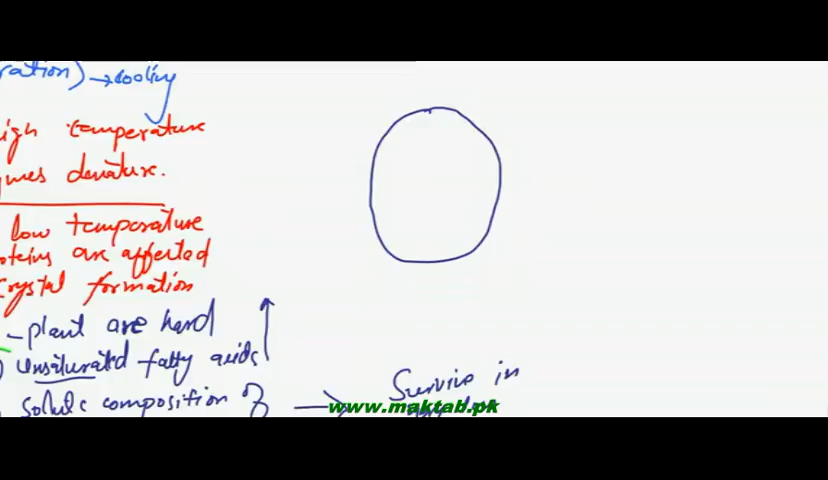 ration) → cooling
igh temperature
ymes denature.
low temperature
oteins are affected
Crystal formation
- plant are hard
) Unsaturated fatty acids ↑
solute composition of →
Survive in
www.maktab.pk